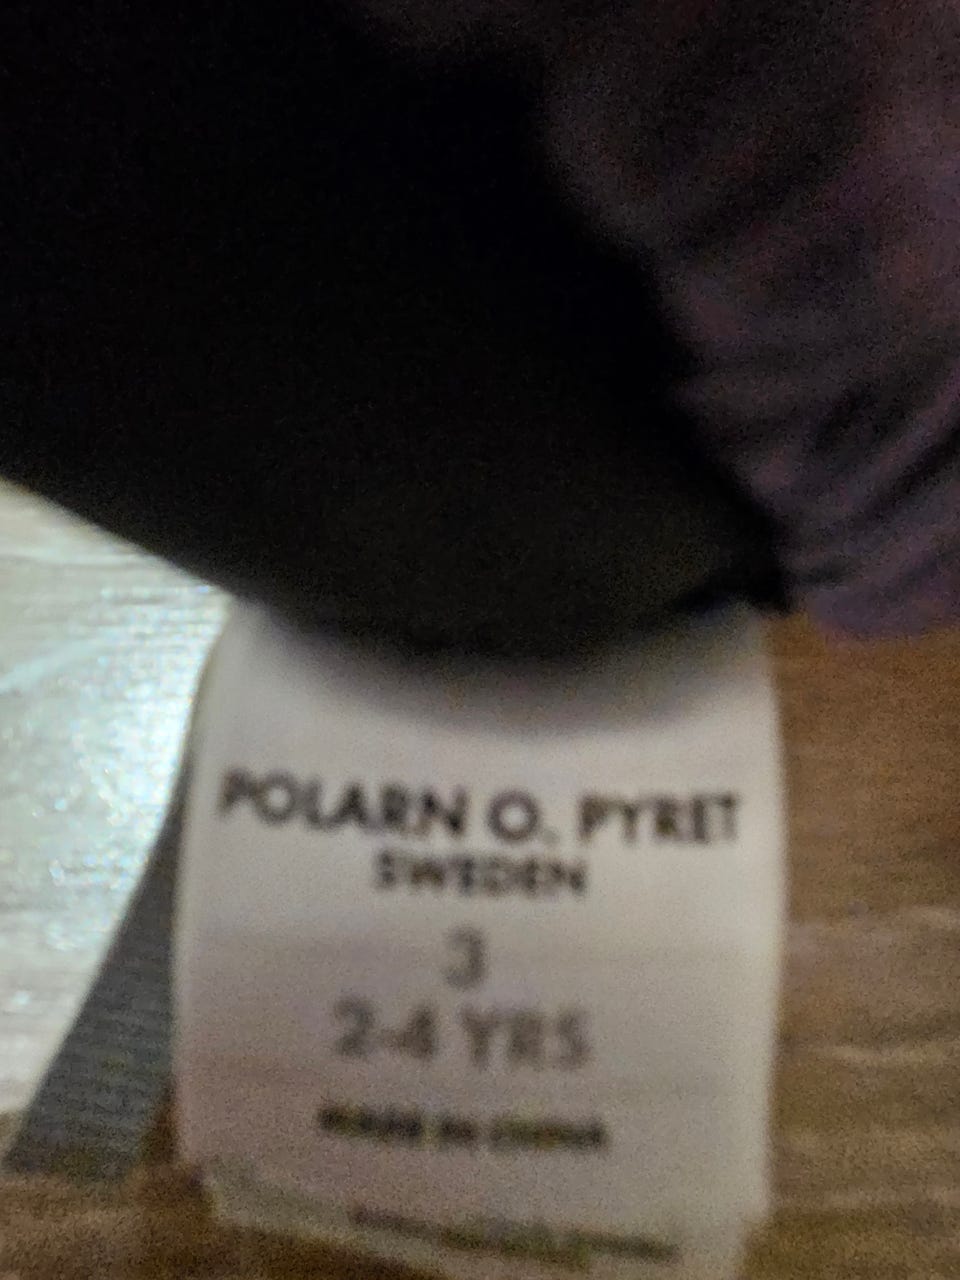 POLARN O. PYRET
SWEDEN
3
2-4 YRS
MADE IN CHINA